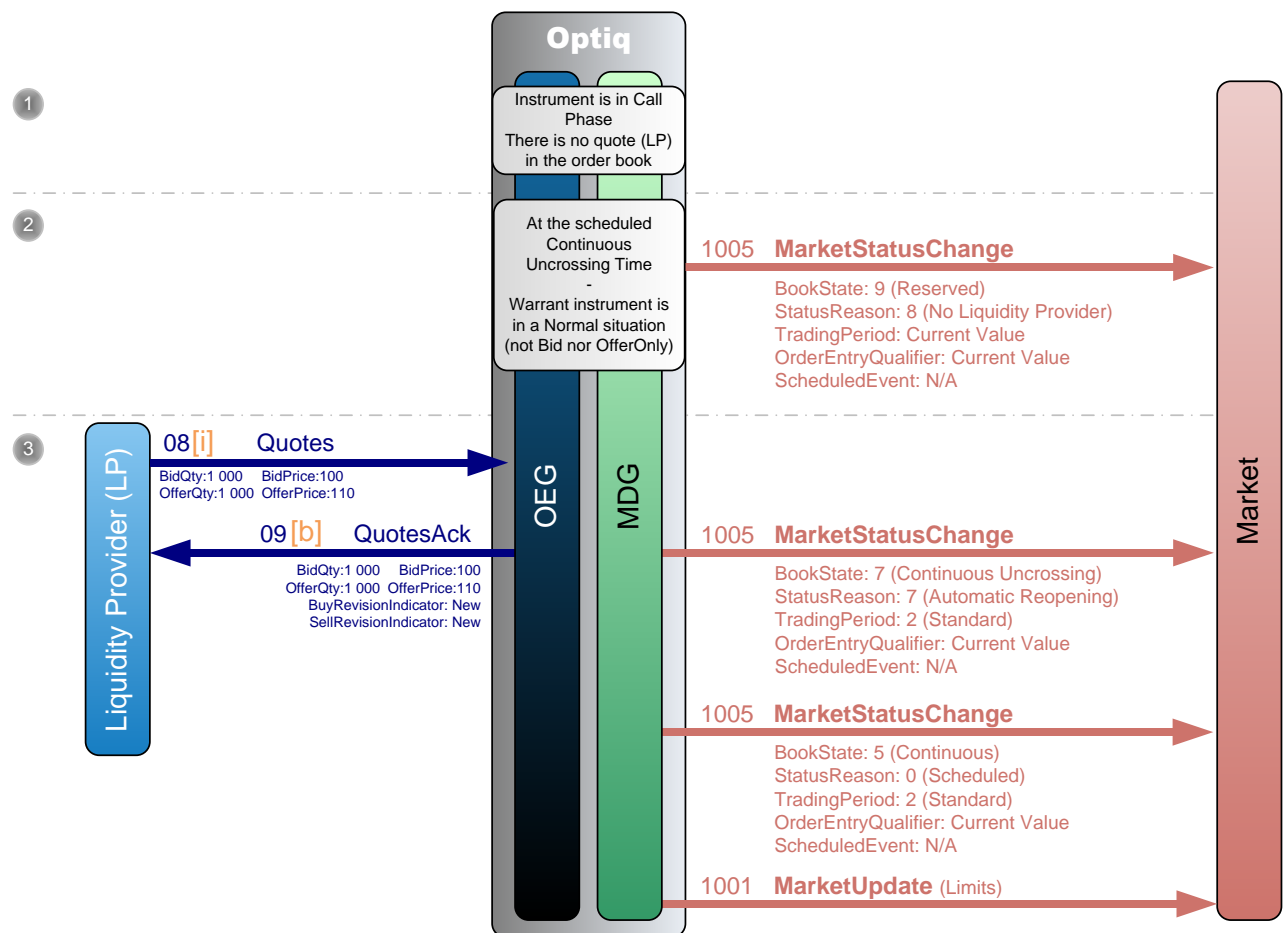 Optiq
1
Instrument is in Call
Phase
There is no quote (LP)
in the order book
2
At the scheduled
Continuous
Uncrossing Time
-
Warrant instrument is
in a Normal situation
(not Bid nor OfferOnly)
1005 MarketStatusChange
BookState: 9 (Reserved)
StatusReason: 8 (No Liquidity Provider)
TradingPeriod: Current Value
OrderEntryQualifier: Current Value
ScheduledEvent: N/A
3
Liquidity Provider (LP)
08 [i] Quotes
BidQty:1 000 BidPrice:100
OfferQty:1 000 OfferPrice:110
09 [b] QuotesAck
BidQty:1 000 BidPrice:100
OfferQty:1 000 OfferPrice:110
BuyRevisionIndicator: New
SellRevisionIndicator: New
OEG
MDG
1005 MarketStatusChange
BookState: 7 (Continuous Uncrossing)
StatusReason: 7 (Automatic Reopening)
TradingPeriod: 2 (Standard)
OrderEntryQualifier: Current Value
ScheduledEvent: N/A
1005 MarketStatusChange
BookState: 5 (Continuous)
StatusReason: 0 (Scheduled)
TradingPeriod: 2 (Standard)
OrderEntryQualifier: Current Value
ScheduledEvent: N/A
1001 MarketUpdate (Limits)
Market